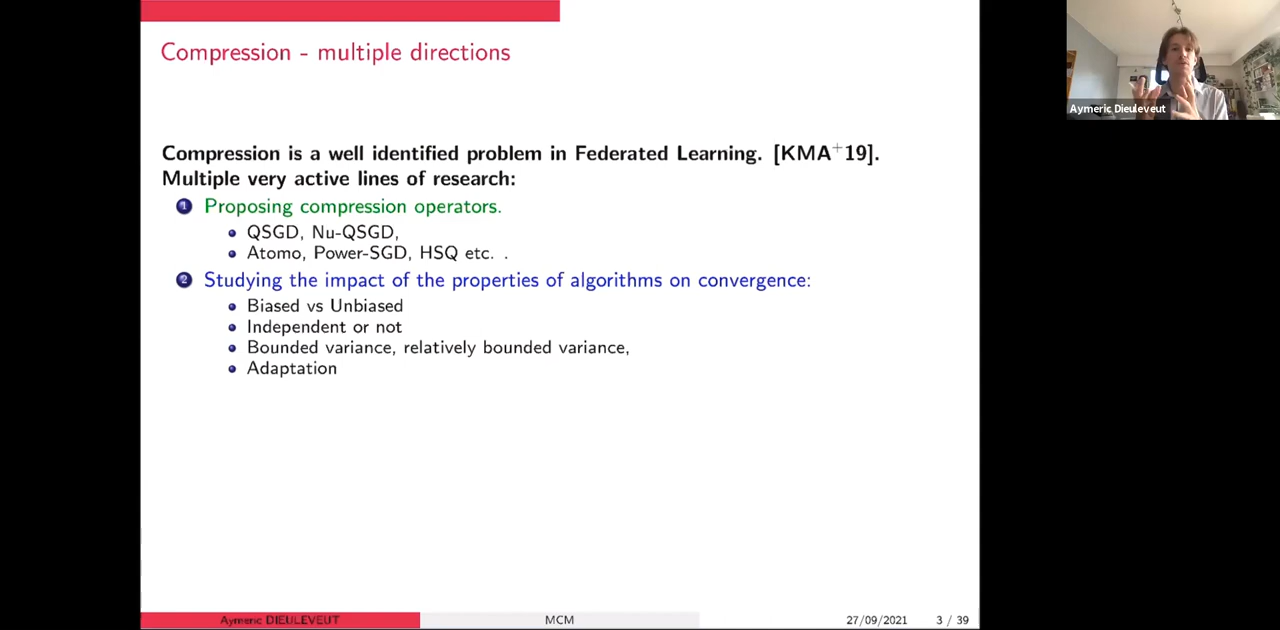 Compression - multiple directions
Aymeric Dieuleveut
Compression is a well identified problem in Federated Learning. [KMA+19].
Multiple very active lines of research:
1 Proposing compression operators.
QSGD, Nu-QSGD,
Atomo, Power-SGD, HSQ etc. .
2 Studying the impact of the properties of algorithms on convergence:
Biased vs Unbiased
Independent or not
Bounded variance, relatively bounded variance,
Adaptation
Aymeric DIEULEVEUT MCM 27/09/2021 3 / 39